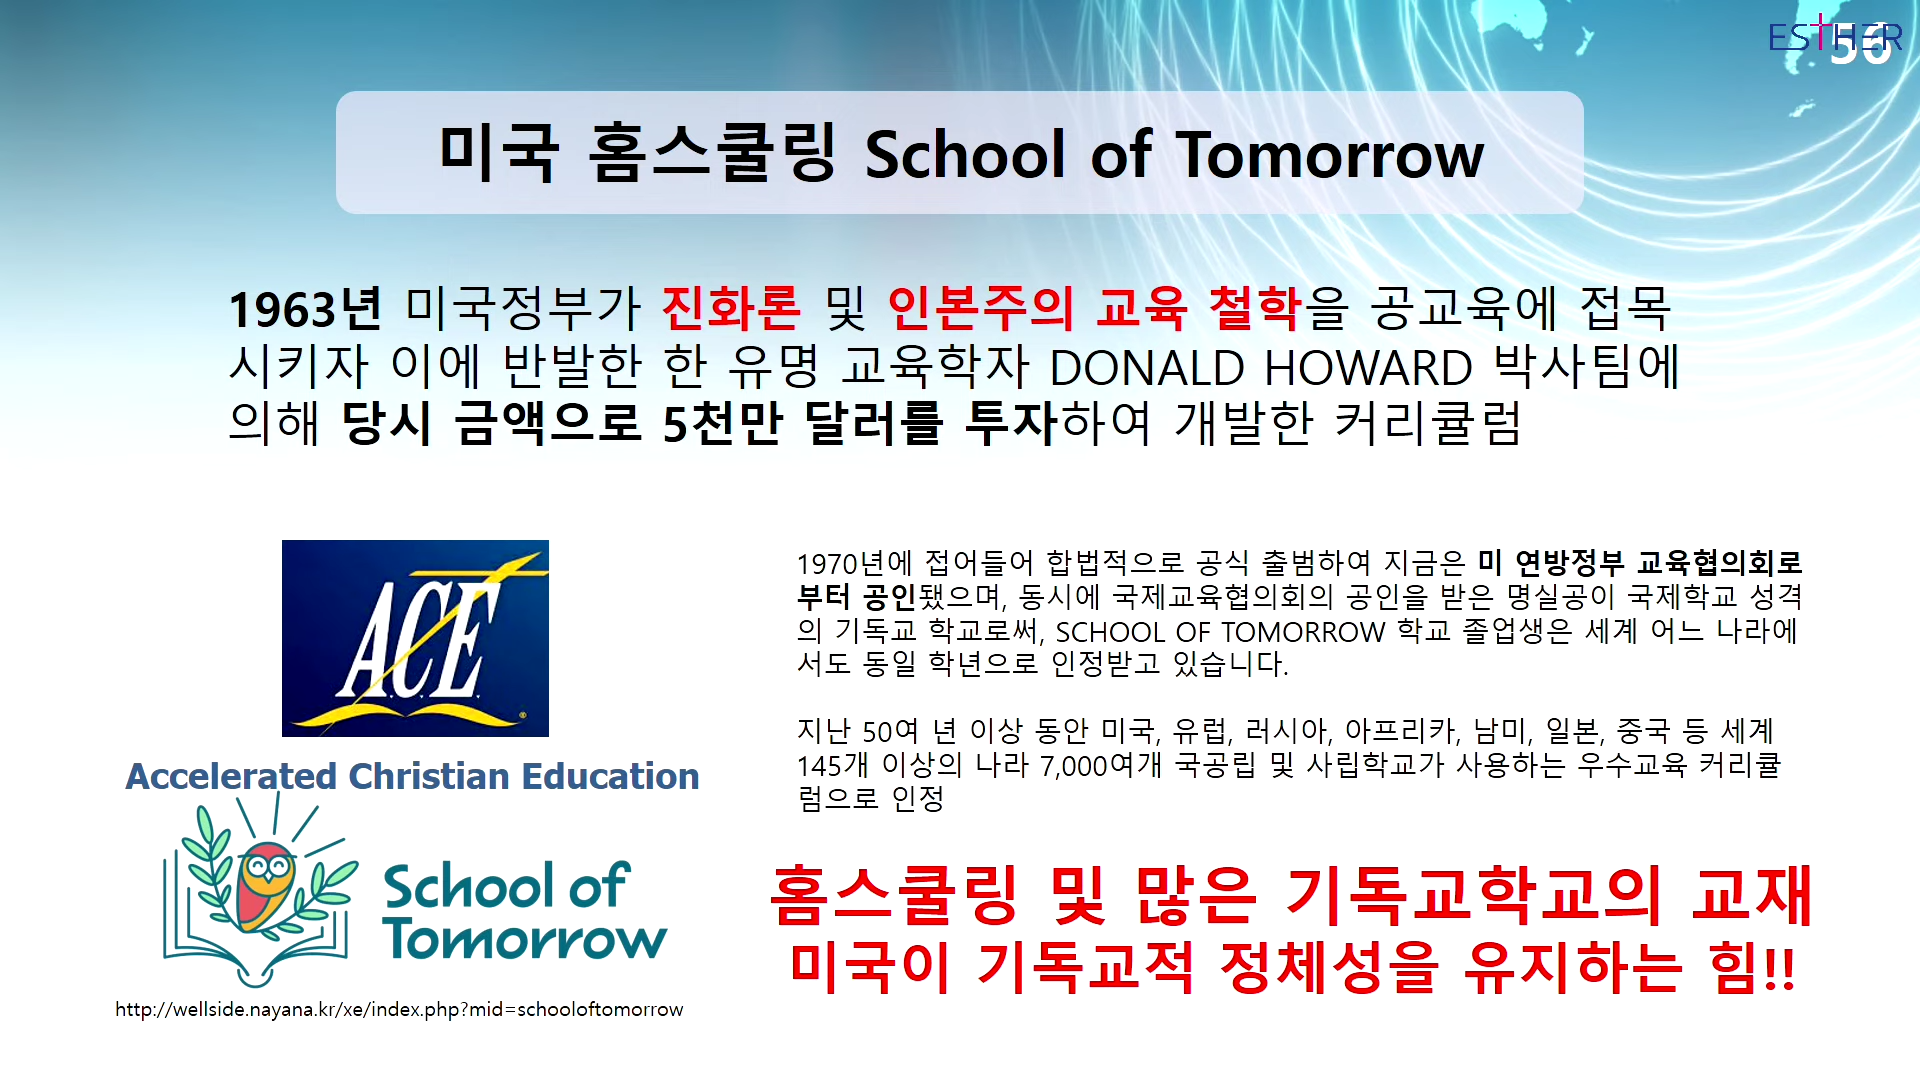 ESTHER
56
미국 홈스쿨링 School of Tomorrow
1963년 미국정부가 진화론 및 인본주의 교육 철학을 공교육에 접목
시키자 이에 반발한 한 유명 교육학자 DONALD HOWARD 박사팀에
의해 당시 금액으로 5천만 달러를 투자하여 개발한 커리큘럼
A.C.E.®
Accelerated Christian Education
School of
Tomorrow
http://wellside.nayana.kr/xe/index.php?mid=schooloftomorrow
1970년에 접어들어 합법적으로 공식 출범하여 지금은 미 연방정부 교육협의회로
부터 공인됐으며, 동시에 국제교육협의회의 공인을 받은 명실공이 국제학교 성격
의 기독교 학교로써, SCHOOL OF TOMORROW 학교 졸업생은 세계 어느 나라에
서도 동일 학년으로 인정받고 있습니다.
지난 50여 년 이상 동안 미국, 유럽, 러시아, 아프리카, 남미, 일본, 중국 등 세계
145개 이상의 나라 7,000여개 국공립 및 사립학교가 사용하는 우수교육 커리큘
럼으로 인정
홈스쿨링 및 많은 기독교학교의 교재
미국이 기독교적 정체성을 유지하는 힘!!